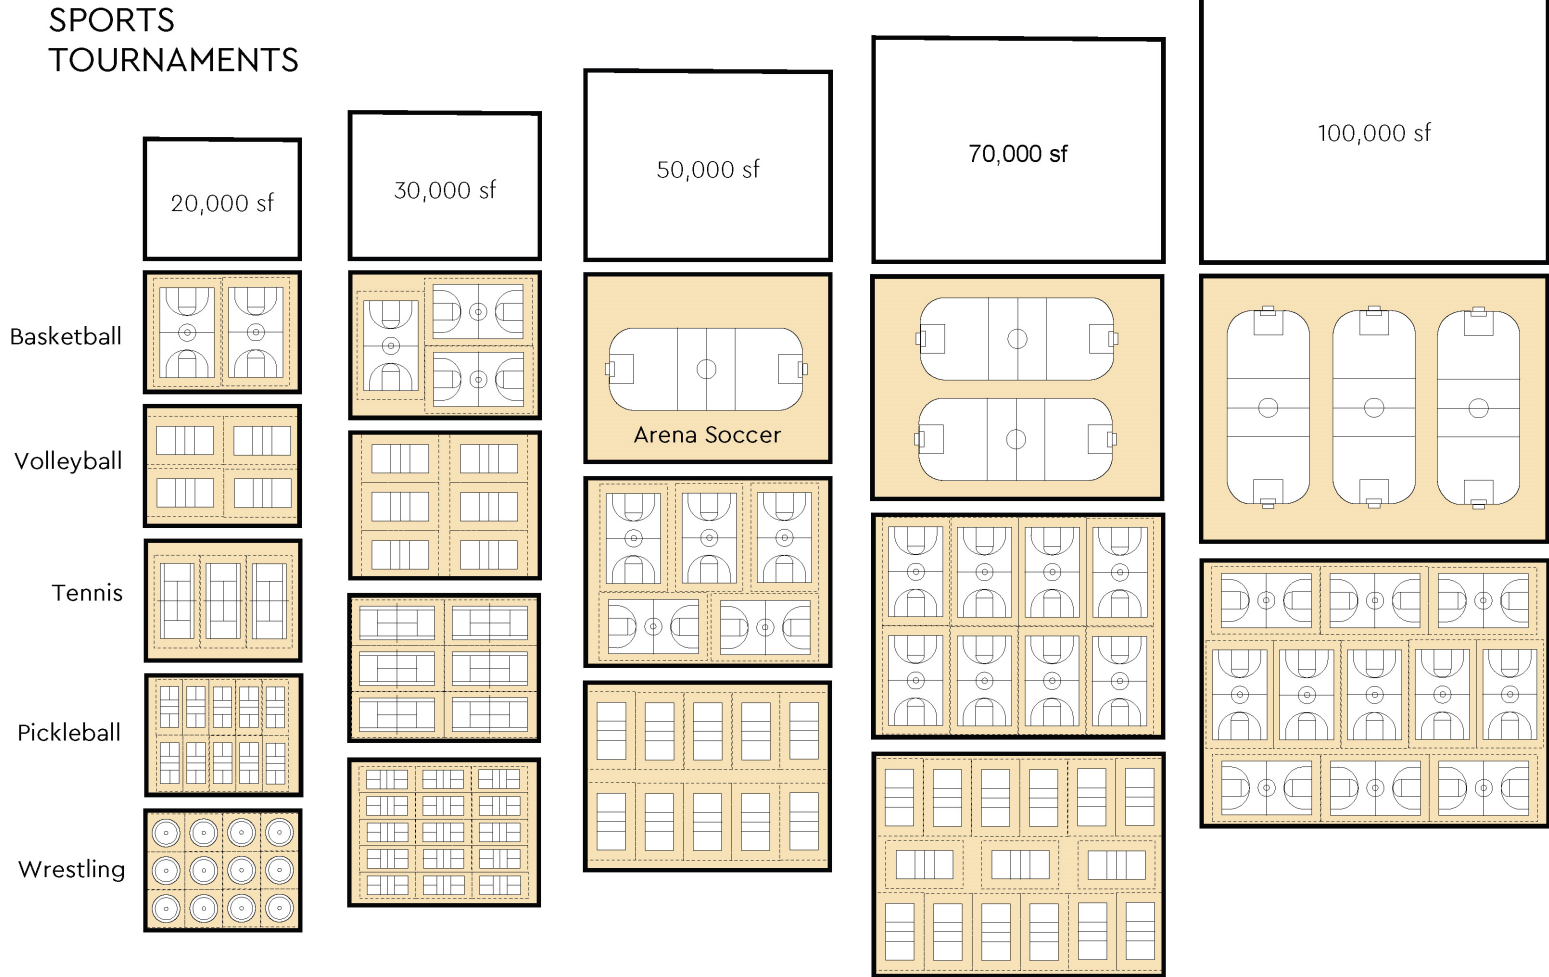 SPORTS
TOURNAMENTS
20,000 sf
30,000 sf
50,000 sf
70,000 sf
100,000 sf
Basketball
Arena Soccer
Volleyball
Tennis
Pickleball
Wrestling